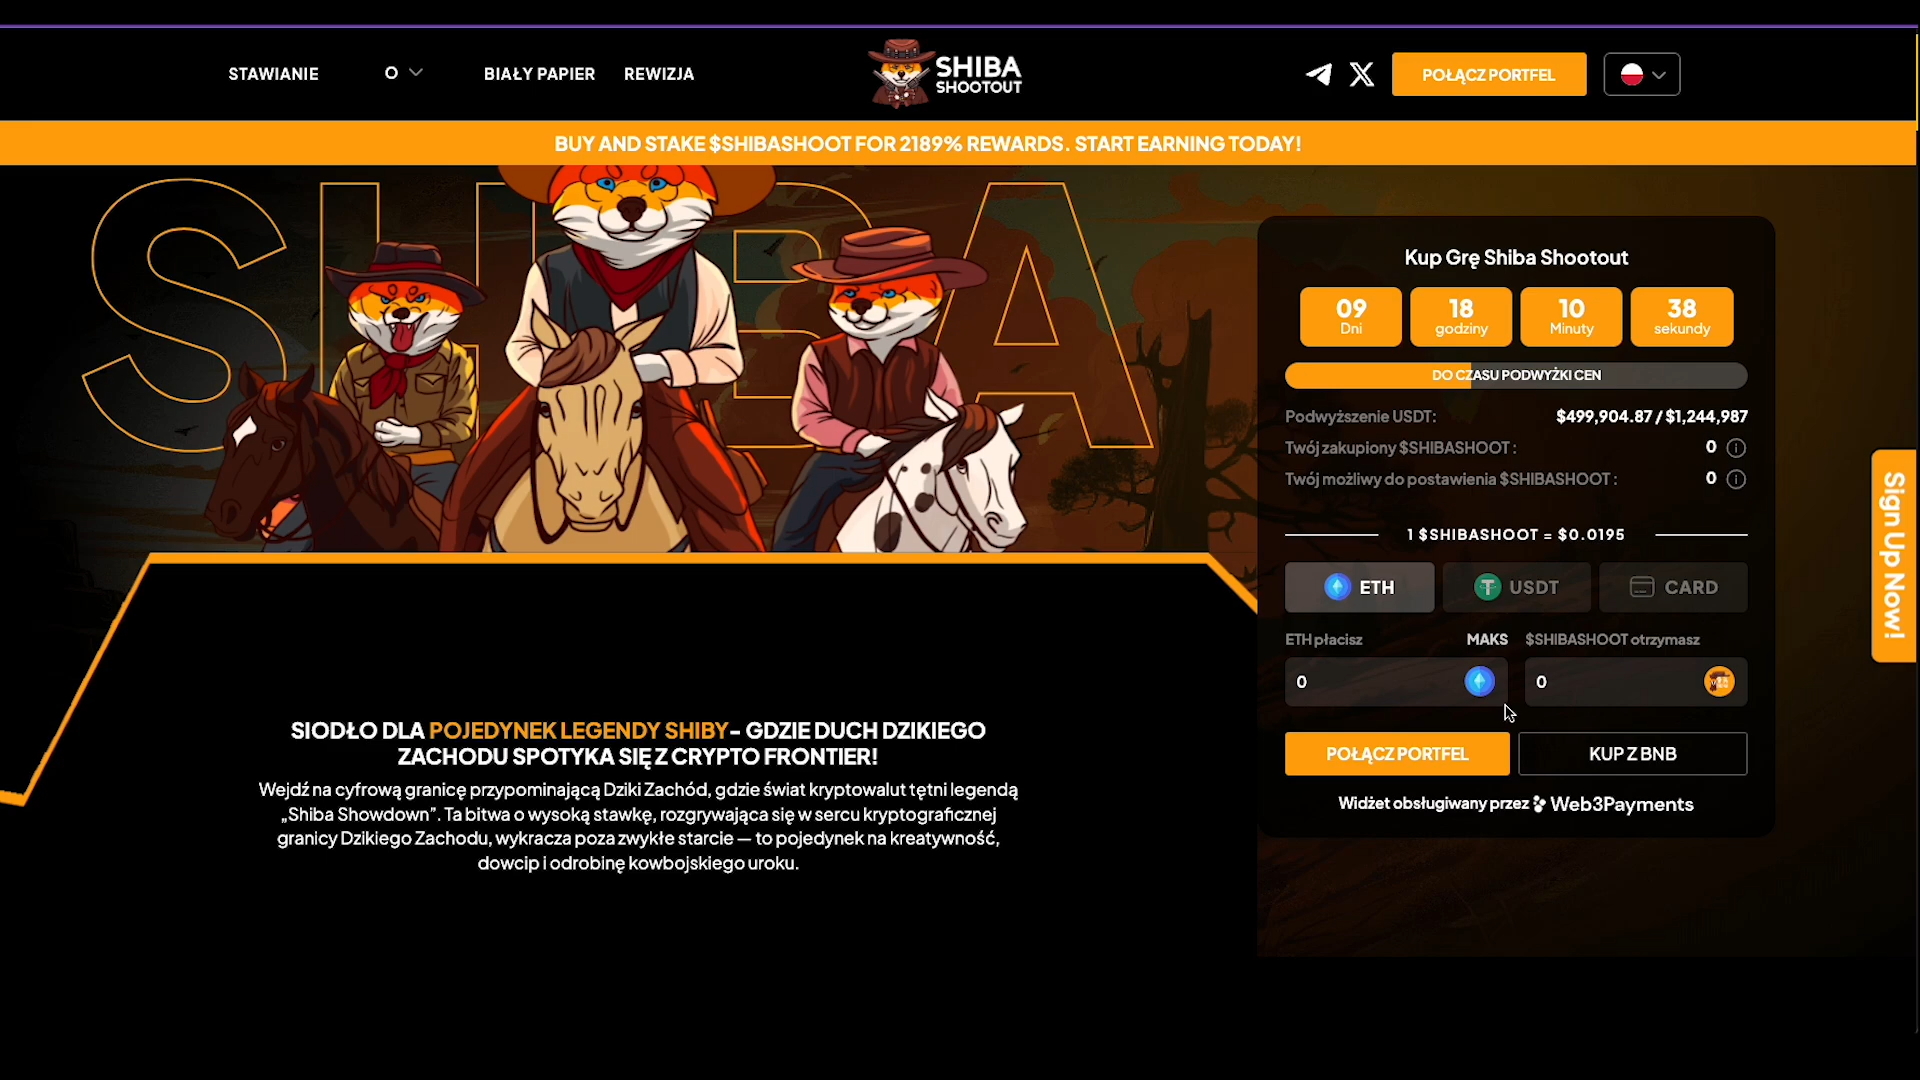 STAWIANIE
O
BIAŁY PAPIER
REWIZJA
SHIBA
SHOOTOUT
POŁĄCZ PORTFEL
BUY AND STAKE $SHIBASHOOT FOR 2189% REWARDS. START EARNING TODAY!
SHIBA
Kup Grę Shiba Shootout
09 18 10 38
Dni godziny Minuty sekundy
DO CZASU PODWYŻKI CEN
Podwyższenie USDT: $499,904.87 / $1,244,987
Twój zakupiony $SHIBASHOOT : 0
Twój możliwy do postawienia $SHIBASHOOT : 0
1 $SHIBASHOOT = $0.0195
ETH USDT CARD
ETH płacisz MAKS $SHIBASHOOT otrzymasz
0 0
POŁĄCZ PORTFEL KUP Z BNB
Widżet obsługiwany przez Web3Payments
Sign Up Now!
SIODŁO DLA POJEDYNEK LEGENDY SHIBY– GDZIE DUCH DZIKIEGO
ZACHODU SPOTYKA SIĘ Z CRYPTO FRONTIER!
Wejdź na cyfrową granicę przypominającą Dziki Zachód, gdzie świat kryptowalut tętni legendą
„Shiba Showdown”. Ta bitwa o wysoką stawkę, rozgrywająca się w sercu kryptograficznej
granicy Dzikiego Zachodu, wykracza poza zwykłe starcie — to pojedynek na kreatywność,
dowcip i odrobinę kowbojskiego uroku.